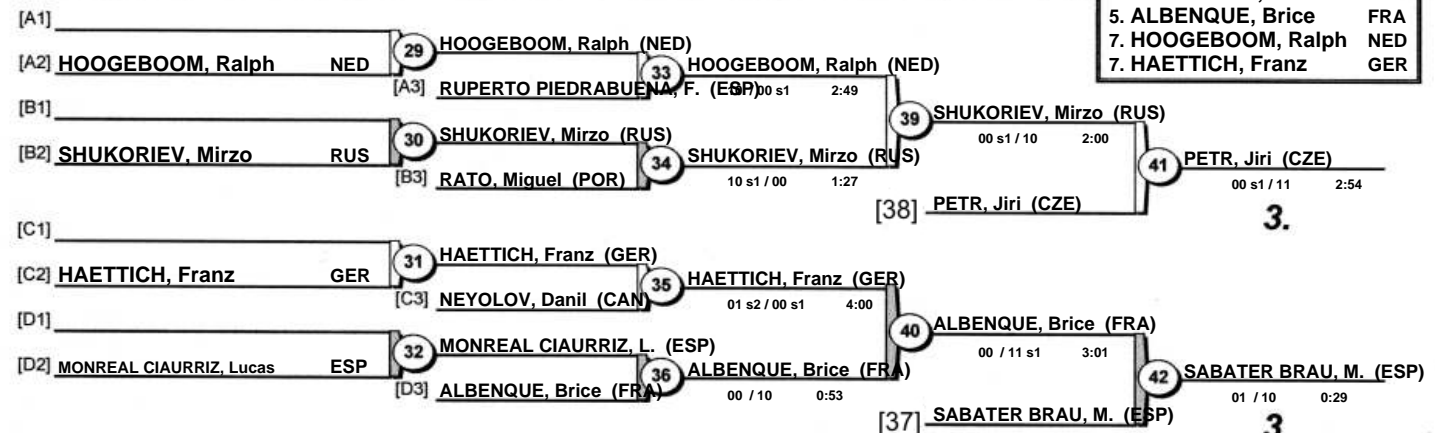 5. ALBENQUE, Brice FRA
7. HOOGEBOOM, Ralph NED
7. HAETTICH, Franz GER
[A1]
[A2] HOOGEBOOM, Ralph NED
29 HOOGEBOOM, Ralph (NED)
[A3] RUPERTO PIEDRABUENA, F. (ESP)
33 HOOGEBOOM, Ralph (NED)
00 s1 2:49
[B1]
[B2] SHUKORIEV, Mirzo RUS
30 SHUKORIEV, Mirzo (RUS)
[B3] RATO, Miguel (POR)
34 SHUKORIEV, Mirzo (RUS)
10 s1 / 00 1:27
39 SHUKORIEV, Mirzo (RUS)
00 s1 / 10 2:00
[38] PETR, Jiri (CZE)
41 PETR, Jiri (CZE)
00 s1 / 11 2:54
3.
[C1]
[C2] HAETTICH, Franz GER
31 HAETTICH, Franz (GER)
[C3] NEYOLOV, Danil (CAN)
35 HAETTICH, Franz (GER)
01 s2 / 00 s1 4:00
[D1]
[D2] MONREAL CIAURRIZ, Lucas ESP
32 MONREAL CIAURRIZ, L. (ESP)
[D3] ALBENQUE, Brice (FRA)
36 ALBENQUE, Brice (FRA)
00 / 10 0:53
40 ALBENQUE, Brice (FRA)
00 / 11 s1 3:01
[37] SABATER BRAU, M. (ESP)
42 SABATER BRAU, M. (ESP)
01 / 10 0:29
3